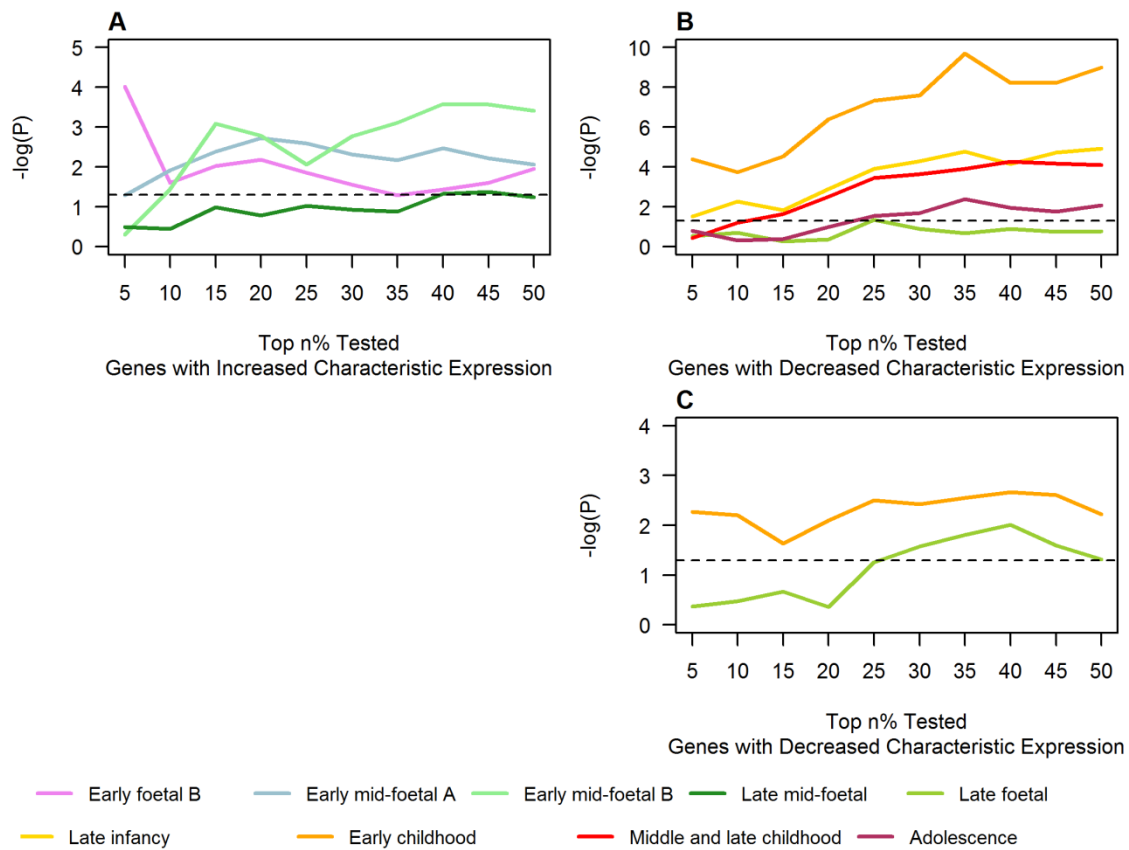 A
5
4
3
2
1
0
-log(P)
5 10 15 20 25 30 35 40 45 50
Top n% Tested
Genes with Increased Characteristic Expression
B
10
8
6
4
2
0
-log(P)
5 10 15 20 25 30 35 40 45 50
Top n% Tested
Genes with Decreased Characteristic Expression
C
4
3
2
1
0
-log(P)
5 10 15 20 25 30 35 40 45 50
Top n% Tested
Genes with Decreased Characteristic Expression
Early foetal B Early mid-foetal A Early mid-foetal B Late mid-foetal Late foetal
Late infancy Early childhood Middle and late childhood Adolescence